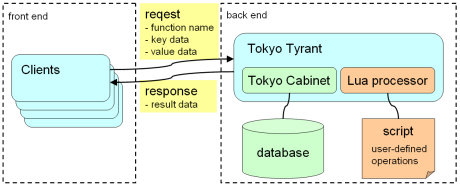 front end
reqest
- function name
- key data
- value data
back end
Clients
Tokyo Tyrant
Tokyo Cabinet
Lua processor
response
- result data
database
script
user-defined
operations